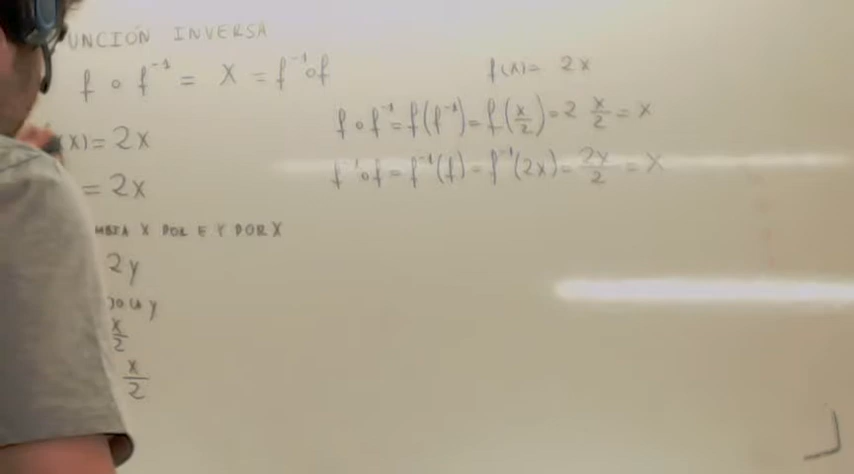 UNCIÓN INVERSA
f ∘ f⁻¹ = X = f⁻¹∘f
x) = 2x
= 2x
MBIA X POR E Y POR X
2y
y
x/2
x/2
f(x) = 2x
f∘f⁻¹ = f(f⁻¹) = f(x/2) = 2 x/2 = x
f⁻¹∘f = f⁻¹(f) = f⁻¹(2x) = 2x/2 = x